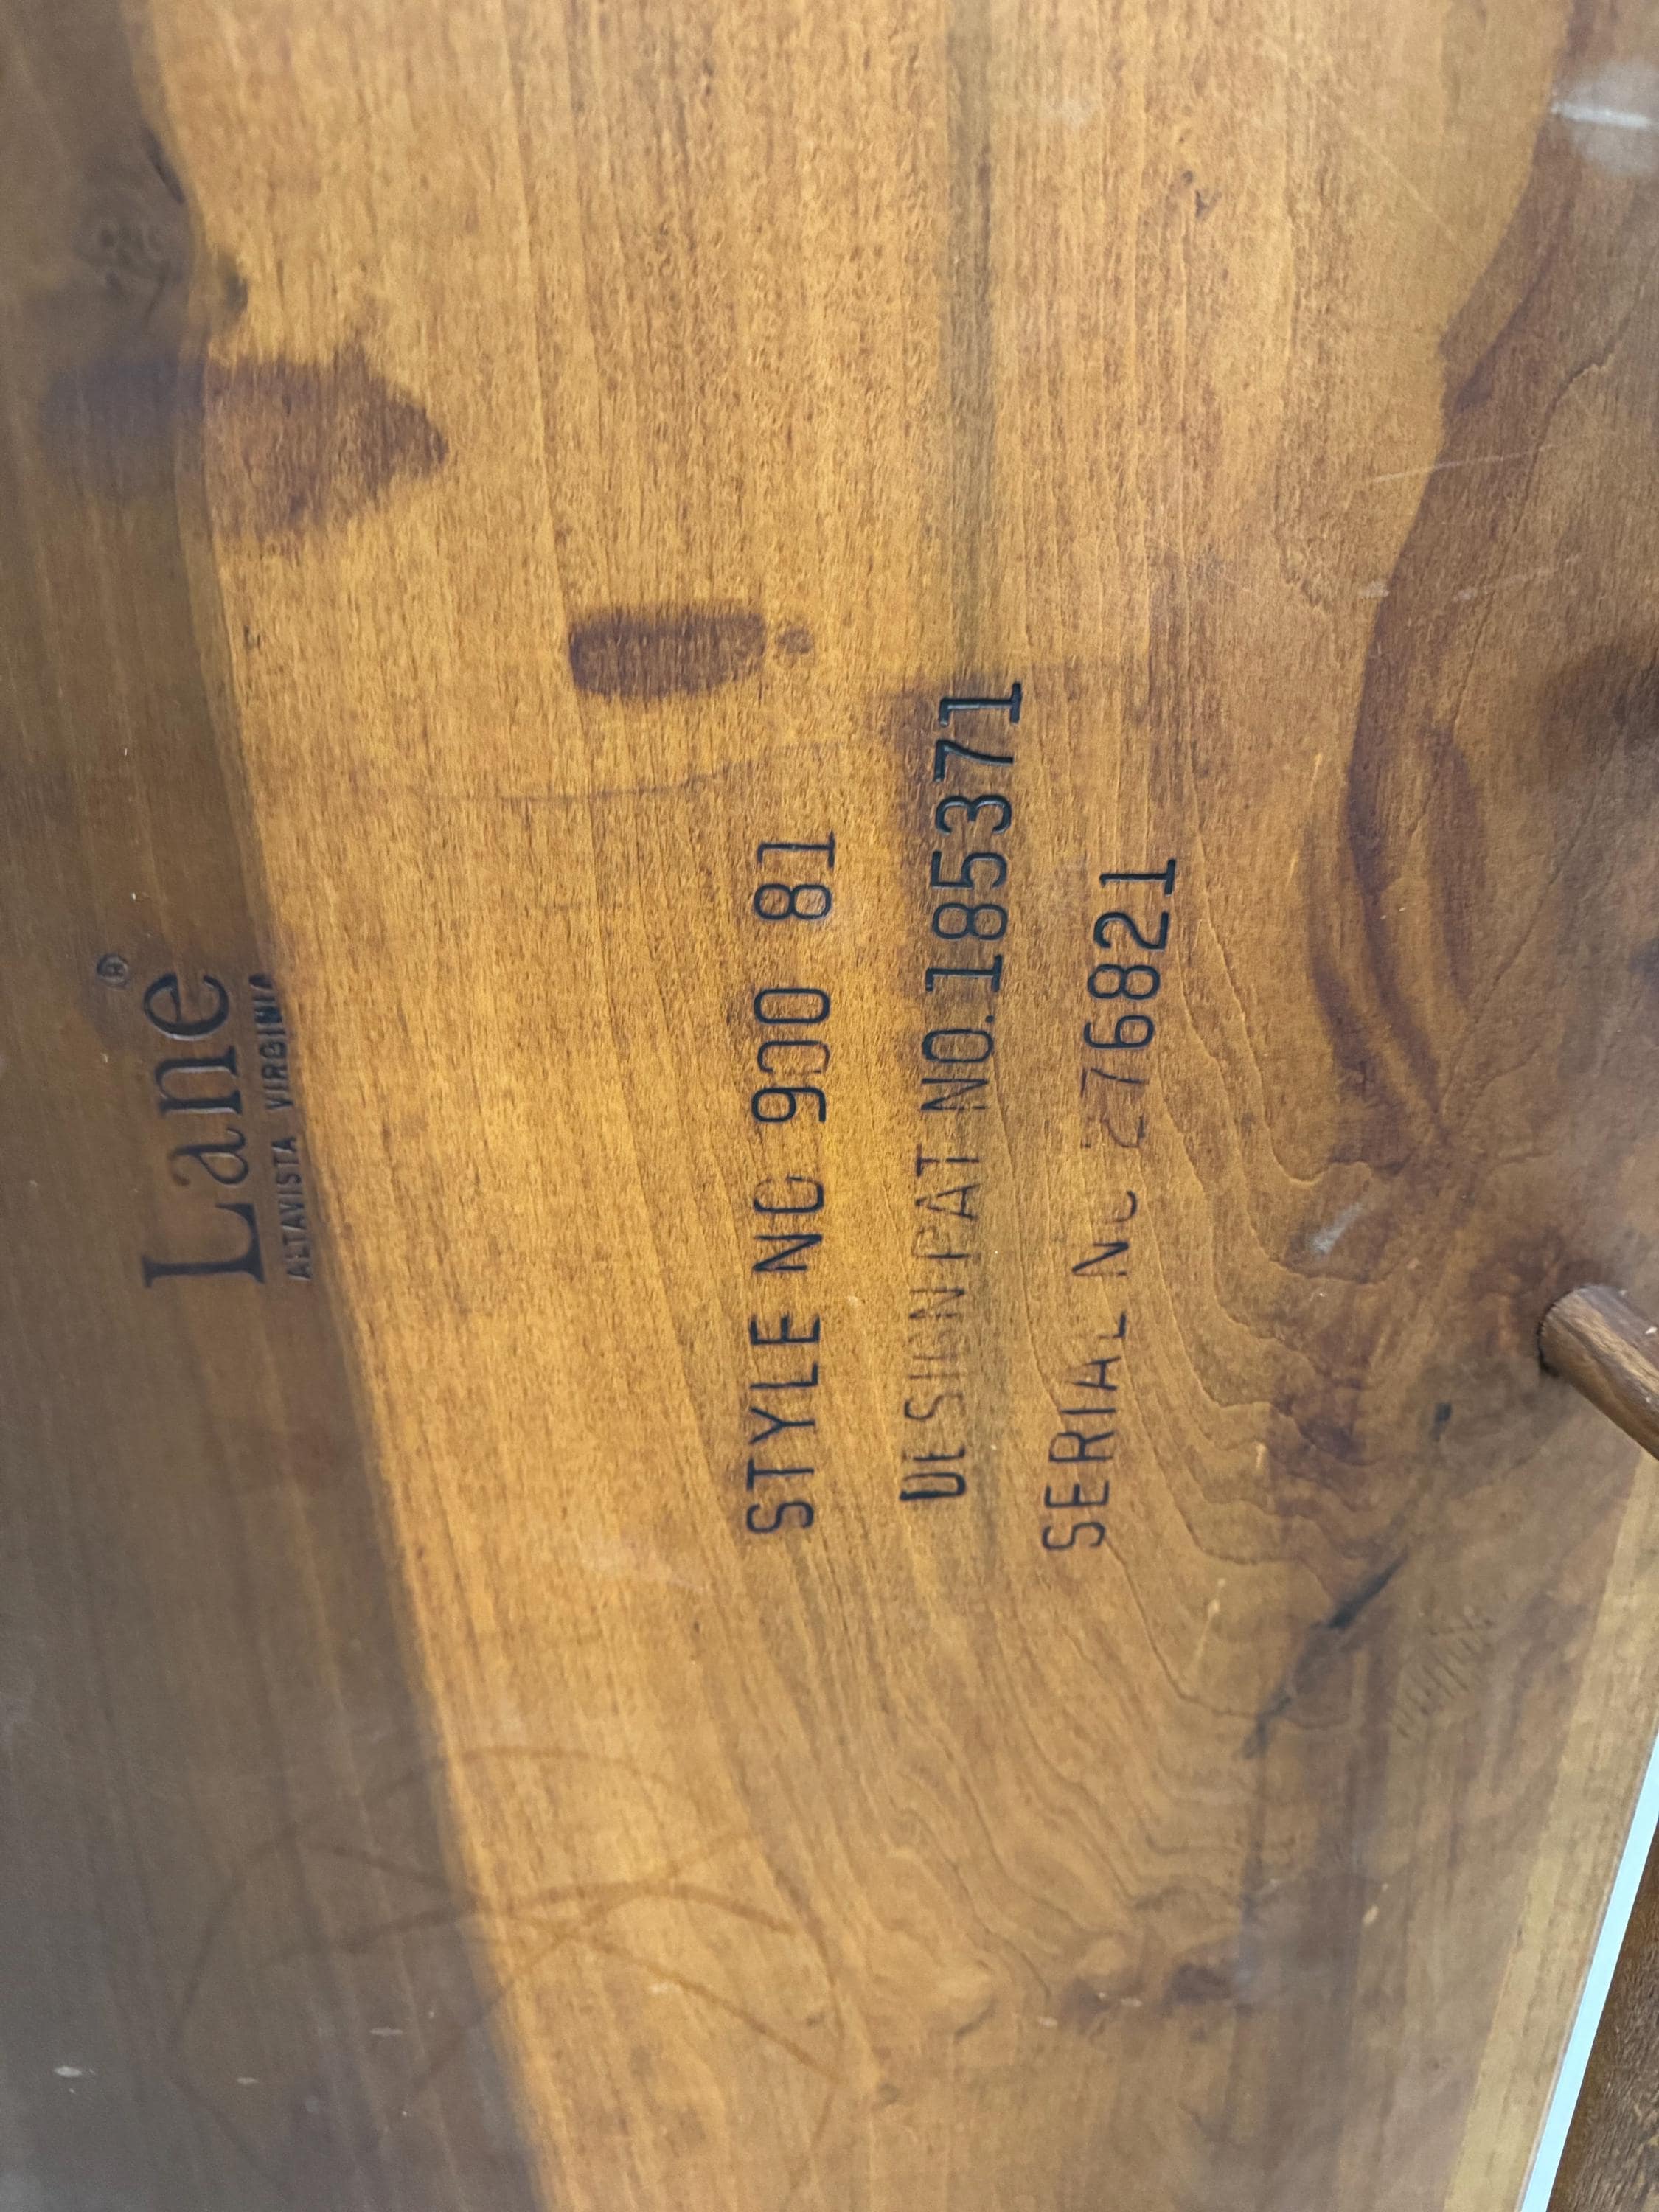 Lane®
ALTAVISTA VIRGINIA
STYLE NO 900 81
DESIGN PAT NO.185371
SERIAL NO 276821